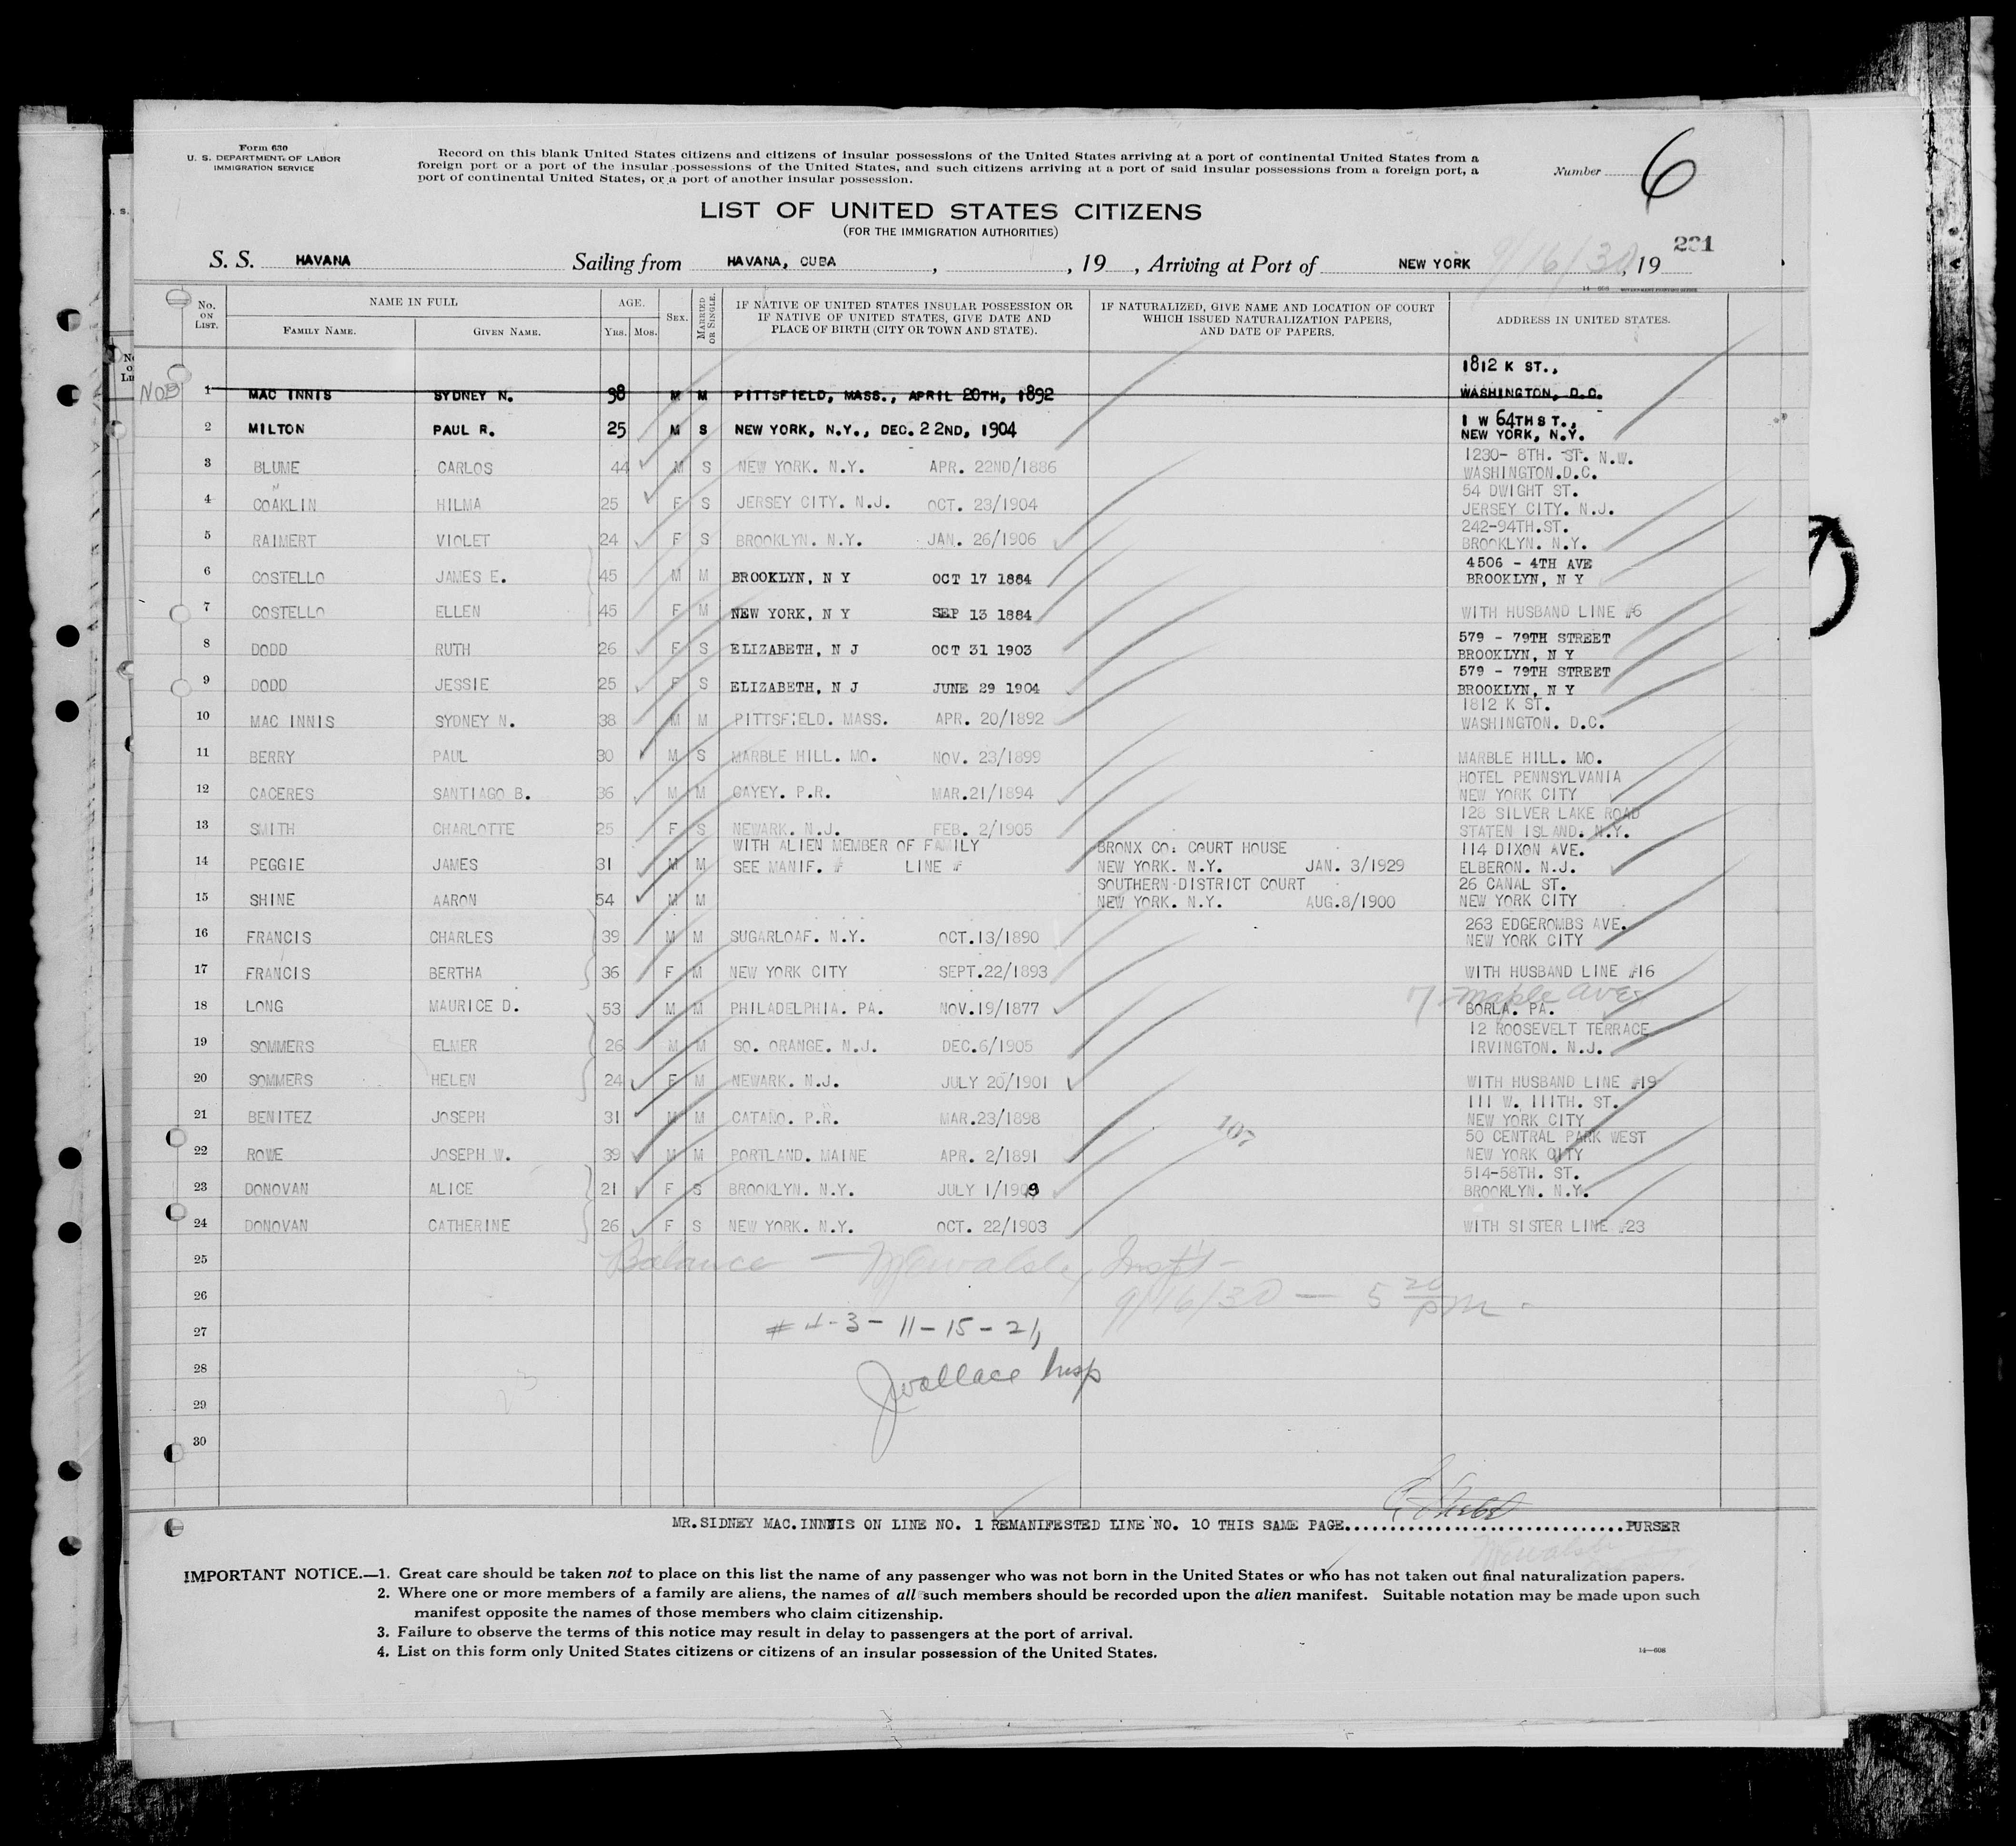 Form 630
U. S. DEPARTMENT OF LABOR
IMMIGRATION SERVICE
Record on this blank United States citizens and citizens of insular possessions of the United States arriving at a port of continental United States from a
foreign port or a port of the insular possessions of the United States, and such citizens arriving at a port of said insular possessions from a foreign port, a
port of continental United States, or a port of another insular possession.
Number 6
LIST OF UNITED STATES CITIZENS
(FOR THE IMMIGRATION AUTHORITIES)
231
S. S. HAVANA Sailing from HAVANA, CUBA , , 19 , Arriving at Port of NEW YORK 9/16/30, 19
No. ON LIST. NAME IN FULL AGE. SEX. MARRIED OR SINGLE. IF NATIVE OF UNITED STATES INSULAR POSSESSION OR IF NATIVE OF UNITED STATES, GIVE DATE AND PLACE OF BIRTH (CITY OR TOWN AND STATE). IF NATURALIZED, GIVE NAME AND LOCATION OF COURT WHICH ISSUED NATURALIZATION PAPERS, AND DATE OF PAPERS. ADDRESS IN UNITED STATES.
FAMILY NAME. GIVEN NAME. Yrs. Mos.
NOB 1 MAC INNIS SYDNEY N. 38 M M PITTSFIELD, MASS., APRIL 20TH, 1892 1812 K ST., WASHINGTON, D.C.
2 MILTON PAUL R. 25 M S NEW YORK, N.Y., DEC. 22ND, 1904 1 W 64TH ST., NEW YORK, N.Y.
3 BLUME CARLOS 44 M S NEW YORK. N.Y. APR. 22ND/1886 1230- 8TH. ST. N.W. WASHINGTON.D.C.
4 COAKLIN HILMA 25 F S JERSEY CITY. N.J. OCT. 23/1904 54 DWIGHT ST. JERSEY CITY. N.J.
5 RAIMERT VIOLET 24 F S BROOKLYN. N.Y. JAN. 26/1906 242-94TH.ST. BROOKLYN. N.Y.
6 COSTELLO JAMES E. 45 M M BROOKLYN, N Y OCT 17 1884 4506 - 4TH AVE BROOKLYN, N Y
7 COSTELLO ELLEN 45 F M NEW YORK, N Y SEP 13 1884 WITH HUSBAND LINE #6
8 DODD RUTH 26 F S ELIZABETH, N J OCT 31 1903 579 - 79TH STREET BROOKLYN, N Y
9 DODD JESSIE 25 F S ELIZABETH, N J JUNE 29 1904 579 - 79TH STREET BROOKLYN, N Y
10 MAC INNIS SYDNEY N. 38 M M PITTSFIELD. MASS. APR. 20/1892 1812 K ST. WASHINGTON. D.C.
11 BERRY PAUL 30 M S MARBLE HILL. MO. NOV. 23/1899 MARBLE HILL. MO.
12 CACERES SANTIAGO B. 36 M M CAYEY. P.R. MAR.21/1894 HOTEL PENNSYLVANIA NEW YORK CITY
13 SMITH CHARLOTTE 25 F S NEWARK. N.J. FEB. 2/1905 128 SILVER LAKE ROAD STATEN ISLAND. N.Y.
14 PEGGIE JAMES 31 M M WITH ALIEN MEMBER OF FAMILY SEE MANIF. # LINE # BRONX CO. COURT HOUSE NEW YORK. N.Y. JAN. 3/1929 114 DIXON AVE. ELBERON. N.J.
15 SHINE AARON 54 M M SOUTHERN DISTRICT COURT NEW YORK. N.Y. AUG.8/1900 26 CANAL ST. NEW YORK CITY
16 FRANCIS CHARLES 39 M M SUGARLOAF. N.Y. OCT.13/1890 263 EDGEROMBS AVE. NEW YORK CITY
17 FRANCIS BERTHA 36 F M NEW YORK CITY SEPT.22/1893 WITH HUSBAND LINE #16
18 LONG MAURICE D. 53 M M PHILADELPHIA. PA. NOV.19/1877 7 Maple Ave. BORLA. PA.
19 SOMMERS ELMER 26 M M SO. ORANGE. N.J. DEC.6/1905 12 ROOSEVELT TERRACE IRVINGTON. N.J.
20 SOMMERS HELEN 24 F M NEWARK. N.J. JULY 20/1901 WITH HUSBAND LINE #19
21 BENITEZ JOSEPH 31 M M CATAÑO. P.R. MAR.23/1898 111 W. 111TH. ST. NEW YORK CITY
107
22 ROWE JOSEPH W. 39 M M PORTLAND. MAINE APR. 2/1891 50 CENTRAL PARK WEST NEW YORK CITY
23 DONOVAN ALICE 21 F S BROOKLYN. N.Y. JULY 1/1909 514-58TH. ST. BROOKLYN. N.Y.
24 DONOVAN CATHERINE 26 F S NEW YORK. N.Y. OCT. 22/1903 WITH SISTER LINE #23
25 Balance — Insp't
26 9/16/30 — 5 20 pm.
27 # 4-3-11-15-21,
28 JWallace Insp
29
30
MR.SIDNEY MAC.INNNIS ON LINE NO. 1 REMANIFESTED LINE NO. 10 THIS SAME PAGE..............................PURSER
IMPORTANT NOTICE.—1. Great care should be taken not to place on this list the name of any passenger who was not born in the United States or who has not taken out final naturalization papers.
2. Where one or more members of a family are aliens, the names of all such members should be recorded upon the alien manifest. Suitable notation may be made upon such
manifest opposite the names of those members who claim citizenship.
3. Failure to observe the terms of this notice may result in delay to passengers at the port of arrival.
4. List on this form only United States citizens or citizens of an insular possession of the United States.
14—608